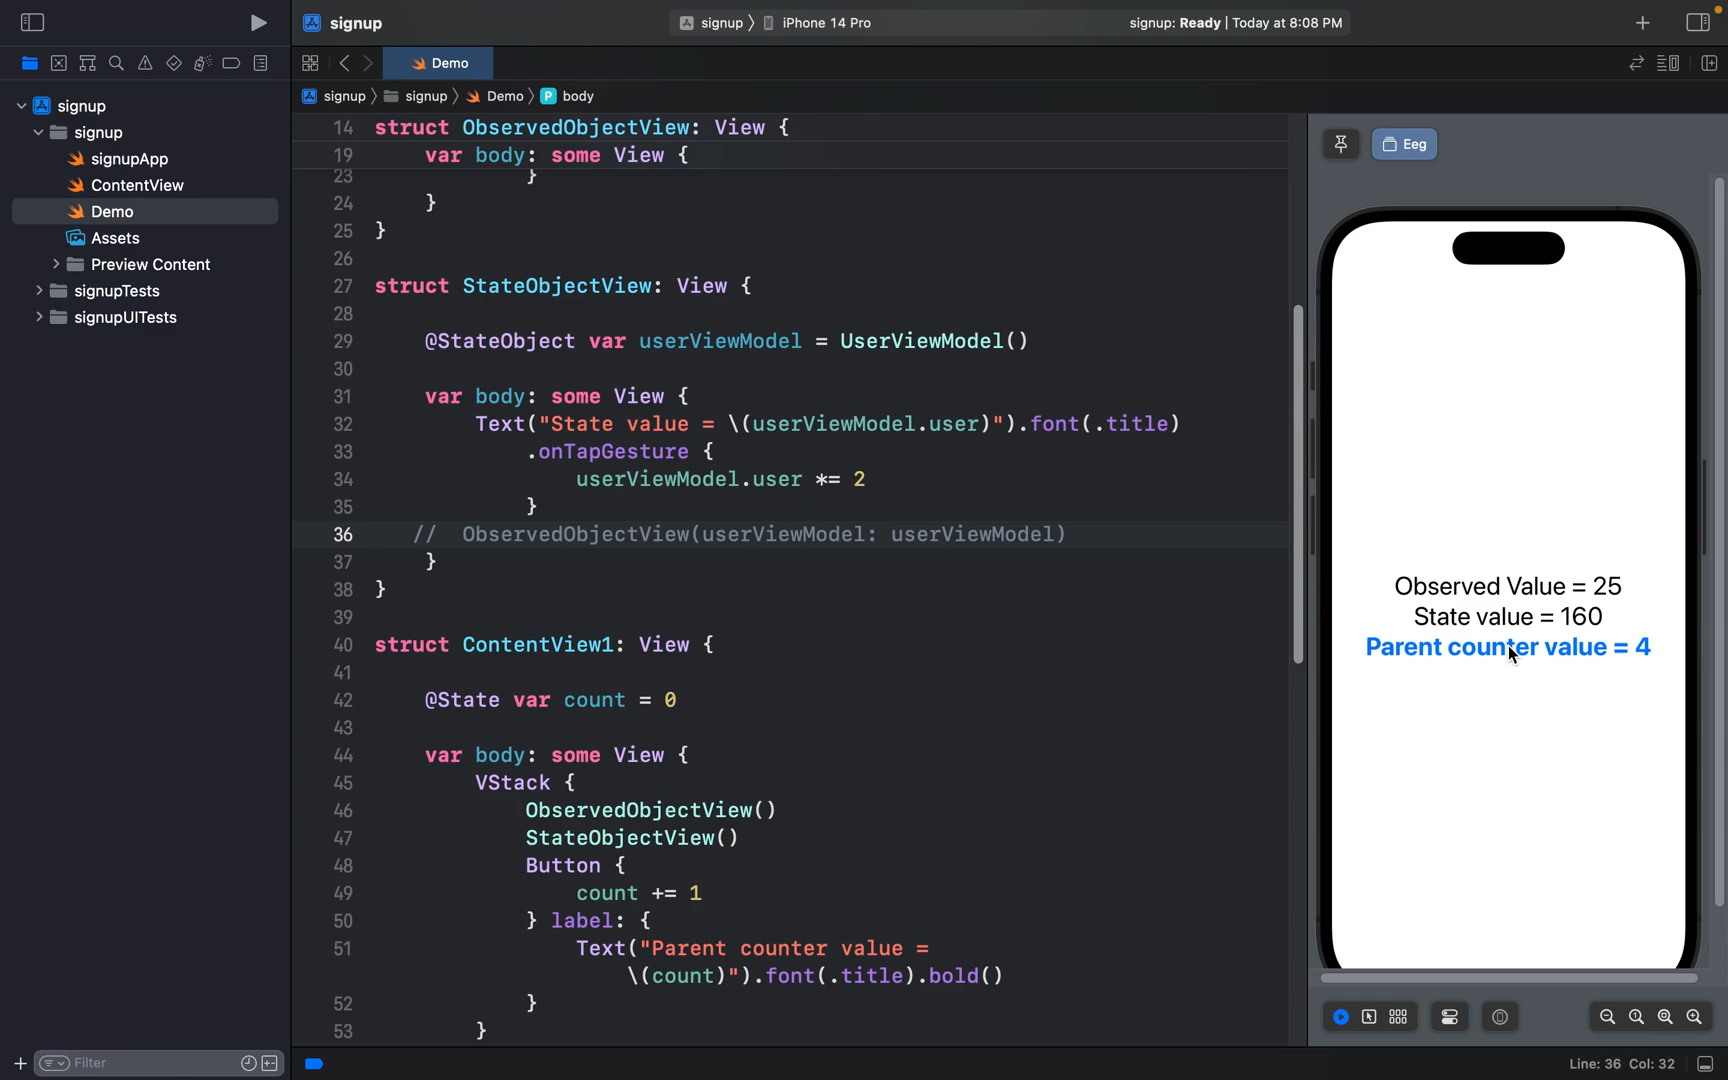 signup
signup 〉 iPhone 14 Pro
signup: Ready | Today at 8:08 PM
Demo
signup 〉 signup 〉 Demo 〉 P body
signup
signup
signupApp
ContentView
Demo
Assets
Preview Content
signupTests
signupUITests
Filter
14 struct ObservedObjectView: View {
19 var body: some View {
23 }
24 }
25 }
26
27 struct StateObjectView: View {
28
29 @StateObject var userViewModel = UserViewModel()
30
31 var body: some View {
32 Text("State value = \(userViewModel.user)").font(.title)
33 .onTapGesture {
34 userViewModel.user *= 2
35 }
36 // ObservedObjectView(userViewModel: userViewModel)
37 }
38 }
39
40 struct ContentView1: View {
41
42 @State var count = 0
43
44 var body: some View {
45 VStack {
46 ObservedObjectView()
47 StateObjectView()
48 Button {
49 count += 1
50 } label: {
51 Text("Parent counter value =
\(count)").font(.title).bold()
52 }
53 }
Eeg
Observed Value = 25
State value = 160
Parent counter value = 4
Line: 36 Col: 32